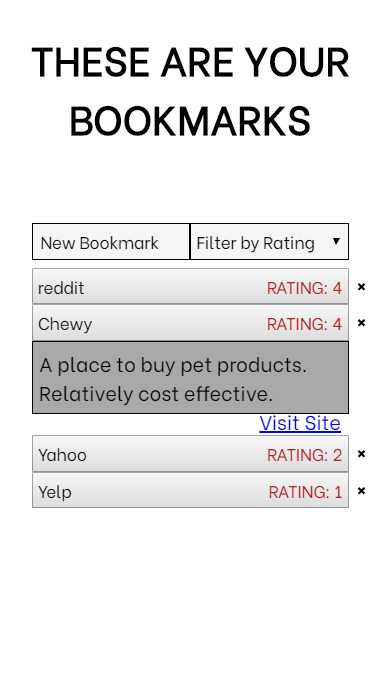 THESE ARE YOUR
BOOKMARKS
New Bookmark Filter by Rating ▼
reddit RATING: 4 ×
Chewy RATING: 4 ×
A place to buy pet products.
Relatively cost effective.
Visit Site
Yahoo RATING: 2 ×
Yelp RATING: 1 ×